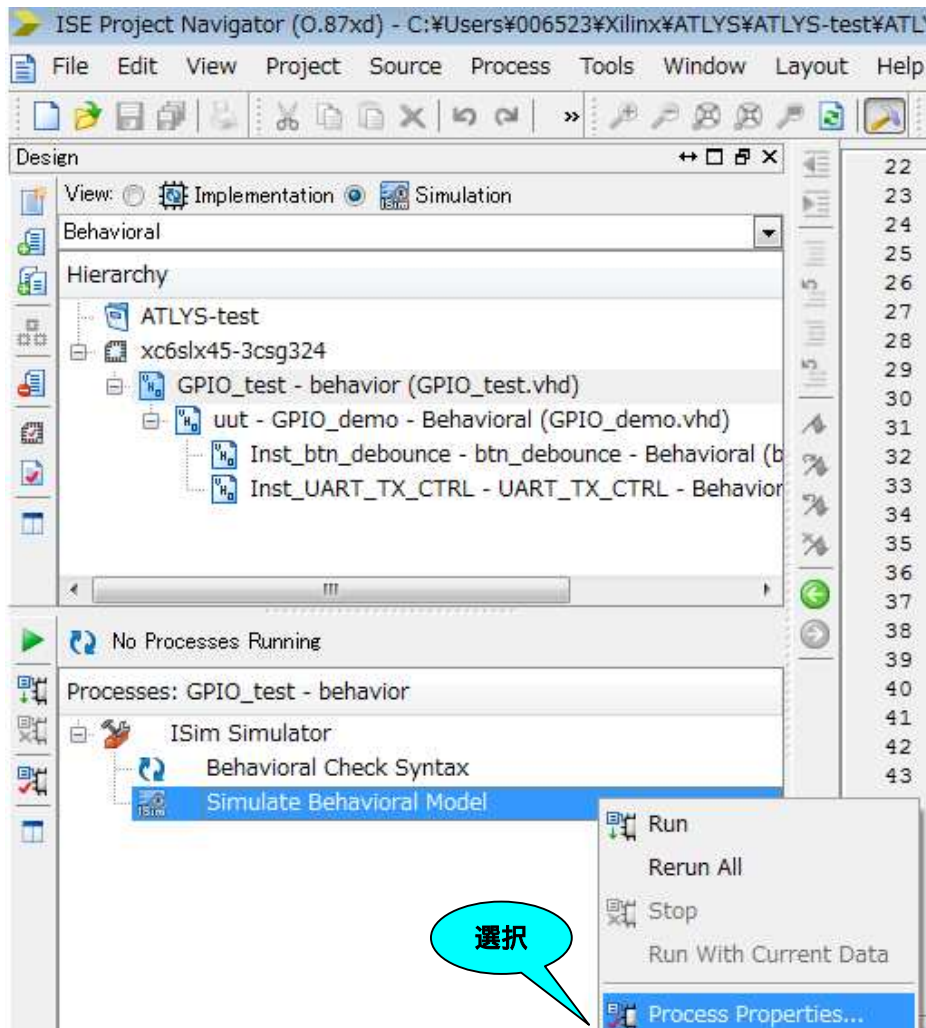 ISE Project Navigator (O.87xd) - C:¥Users¥006523¥Xilinx¥ATLYS¥ATLYS-test¥ATL
File Edit View Project Source Process Tools Window Layout Help
»
Design
View: Implementation Simulation
Behavioral
Hierarchy
ATLYS-test
xc6slx45-3csg324
GPIO_test - behavior (GPIO_test.vhd)
uut - GPIO_demo - Behavioral (GPIO_demo.vhd)
Inst_btn_debounce - btn_debounce - Behavioral (b
Inst_UART_TX_CTRL - UART_TX_CTRL - Behavior
22
23
24
25
26
27
28
29
30
31
32
33
34
35
36
37
38
39
40
41
42
43
No Processes Running
Processes: GPIO_test - behavior
ISim Simulator
Behavioral Check Syntax
ISim Simulate Behavioral Model
Run
Rerun All
Stop
Run With Current Data
Process Properties...
選択